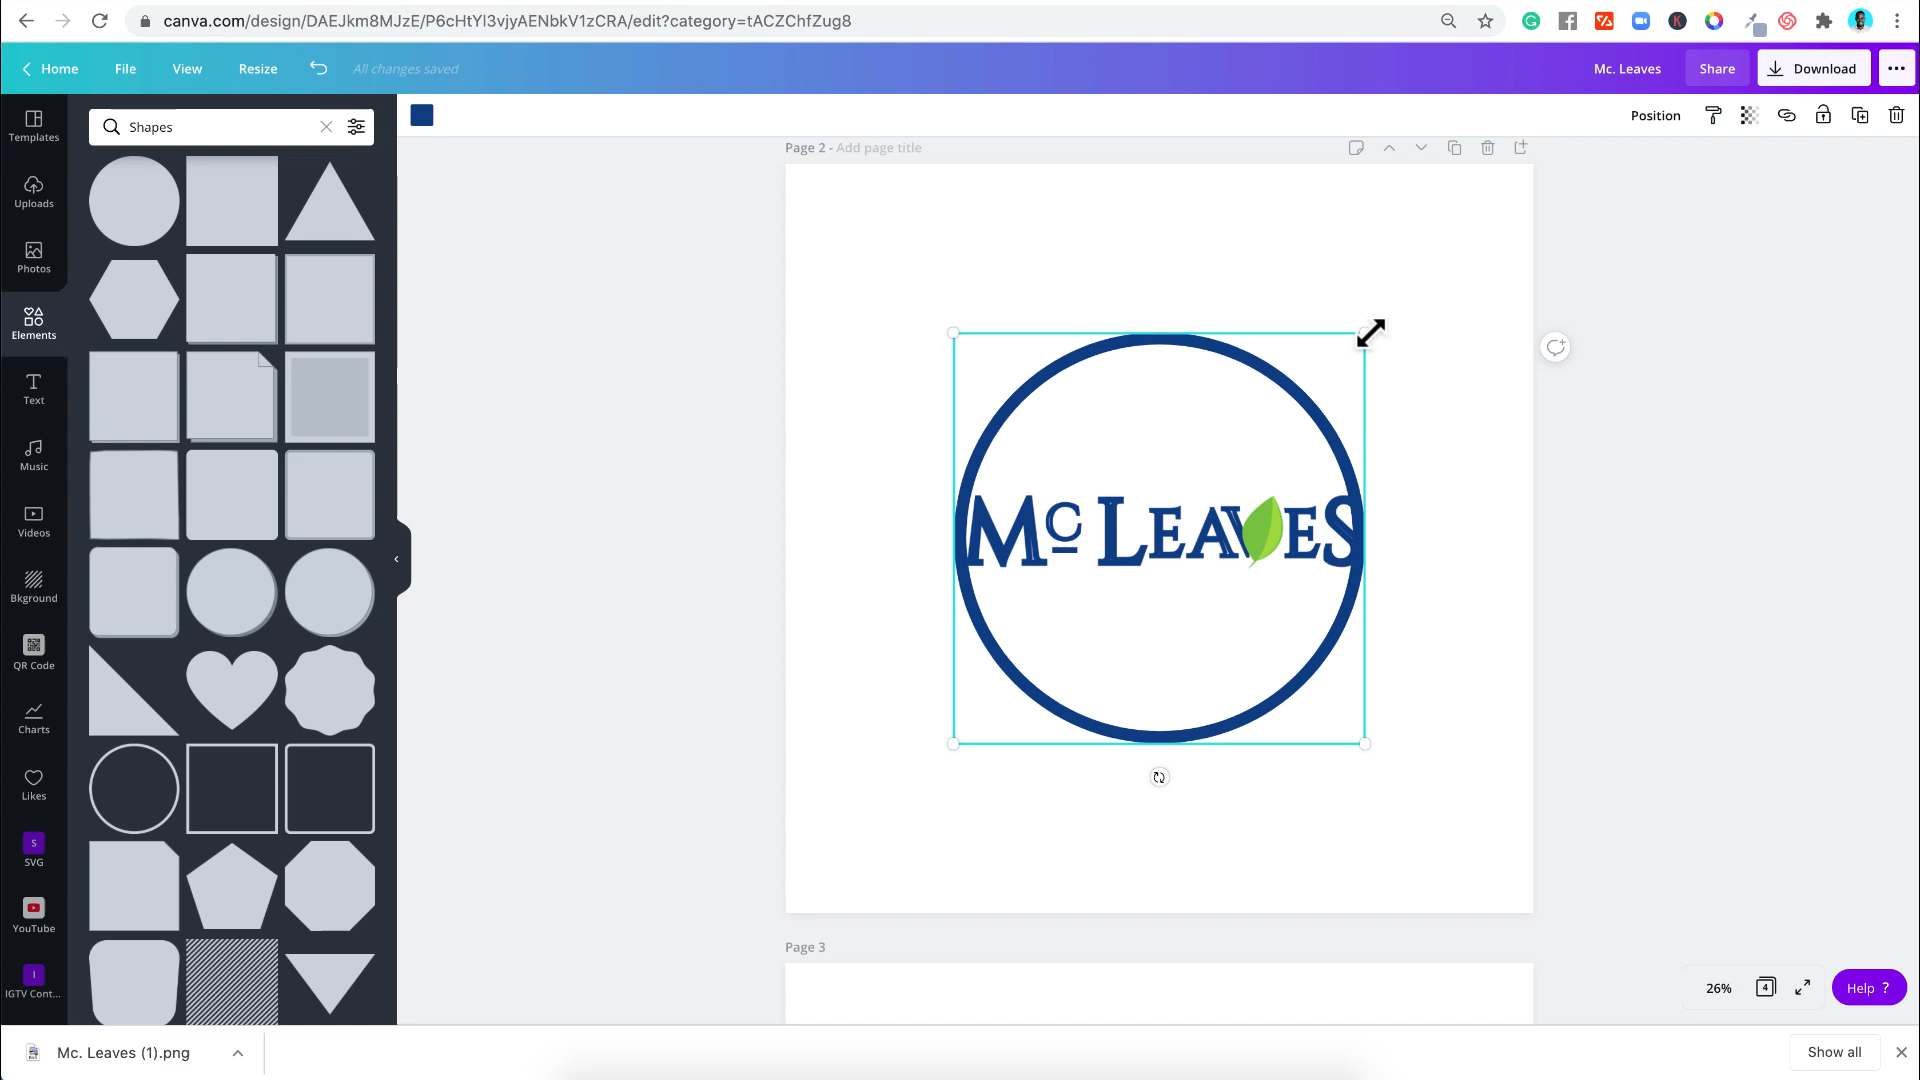 canva.com/design/DAEJkm8MJzE/P6cHtYl3vjyAENbkV1zCRA/edit?category=tACZChfZug8
Home File View Resize All changes saved Mc. Leaves Share Download
Templates
Uploads
Photos
Elements
Text
Music
Videos
Bkground
QR Code
Charts
Likes
S
SVG
YouTube
I
IGTV Cont...
Shapes
Position
Page 2 - Add page title
Mc LEAVES
Page 3
26% 4 Help ?
Mc. Leaves (1).png
Show all